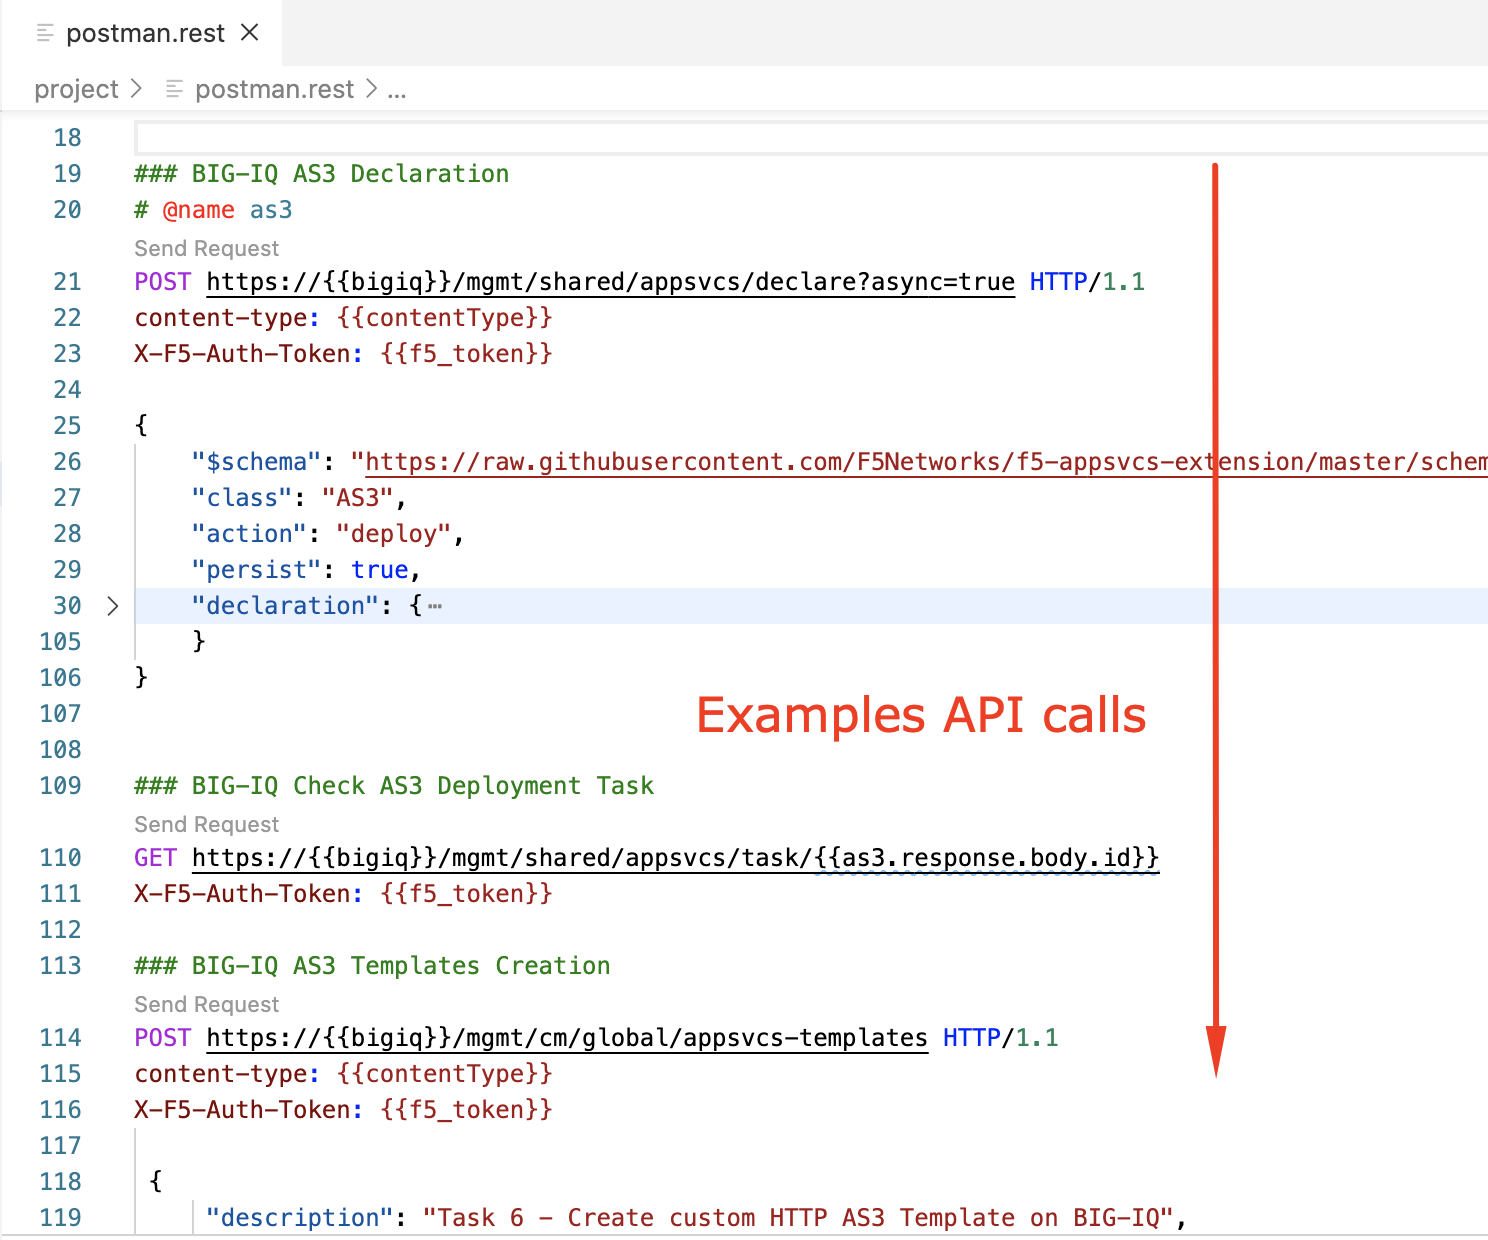 postman.rest
project > postman.rest > ...
18
19 ### BIG-IQ AS3 Declaration
20 # @name as3
Send Request
21 POST https://{{bigiq}}/mgmt/shared/appsvcs/declare?async=true HTTP/1.1
22 content-type: {{contentType}}
23 X-F5-Auth-Token: {{f5_token}}
24
25 {
26 "$schema": "https://raw.githubusercontent.com/F5Networks/f5-appsvcs-extension/master/schem
27 "class": "AS3",
28 "action": "deploy",
29 "persist": true,
30 > "declaration": {…
105 }
106 }
107
Examples API calls
108
109 ### BIG-IQ Check AS3 Deployment Task
Send Request
110 GET https://{{bigiq}}/mgmt/shared/appsvcs/task/{{as3.response.body.id}}
111 X-F5-Auth-Token: {{f5_token}}
112
113 ### BIG-IQ AS3 Templates Creation
Send Request
114 POST https://{{bigiq}}/mgmt/cm/global/appsvcs-templates HTTP/1.1
115 content-type: {{contentType}}
116 X-F5-Auth-Token: {{f5_token}}
117
118 {
119 "description": "Task 6 - Create custom HTTP AS3 Template on BIG-IQ",